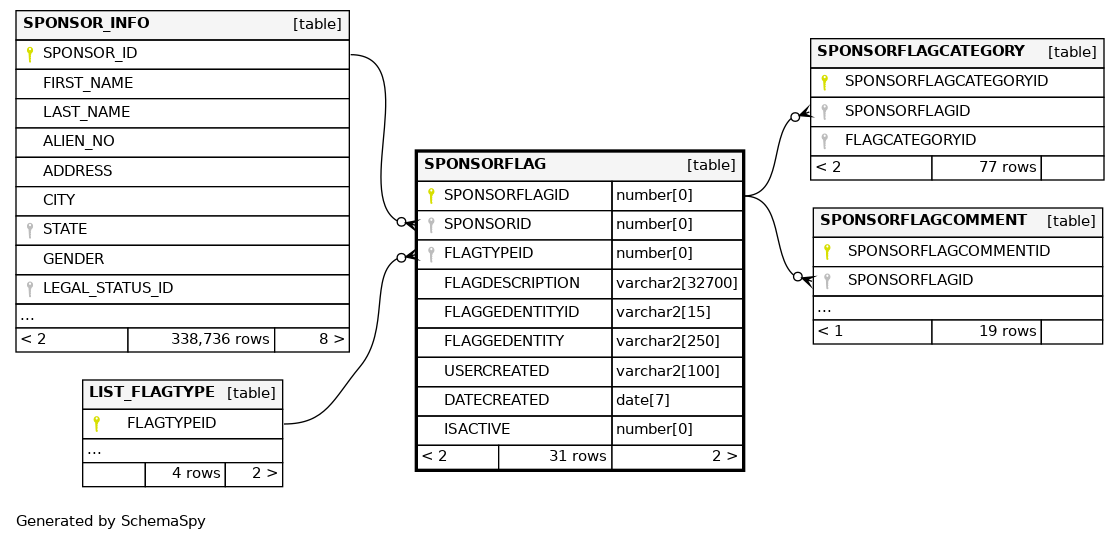 SPONSOR_INFO [table]
SPONSOR_ID
FIRST_NAME
LAST_NAME
ALIEN_NO
ADDRESS
CITY
STATE
GENDER
LEGAL_STATUS_ID
...
< 2 338,736 rows 8 >
LIST_FLAGTYPE [table]
FLAGTYPEID
...
4 rows 2 >
SPONSORFLAG [table]
SPONSORFLAGID number[0]
SPONSORID number[0]
FLAGTYPEID number[0]
FLAGDESCRIPTION varchar2[32700]
FLAGGEDENTITYID varchar2[15]
FLAGGEDENTITY varchar2[250]
USERCREATED varchar2[100]
DATECREATED date[7]
ISACTIVE number[0]
< 2 31 rows 2 >
SPONSORFLAGCATEGORY [table]
SPONSORFLAGCATEGORYID
SPONSORFLAGID
FLAGCATEGORYID
< 2 77 rows
SPONSORFLAGCOMMENT [table]
SPONSORFLAGCOMMENTID
SPONSORFLAGID
...
< 1 19 rows
Generated by SchemaSpy